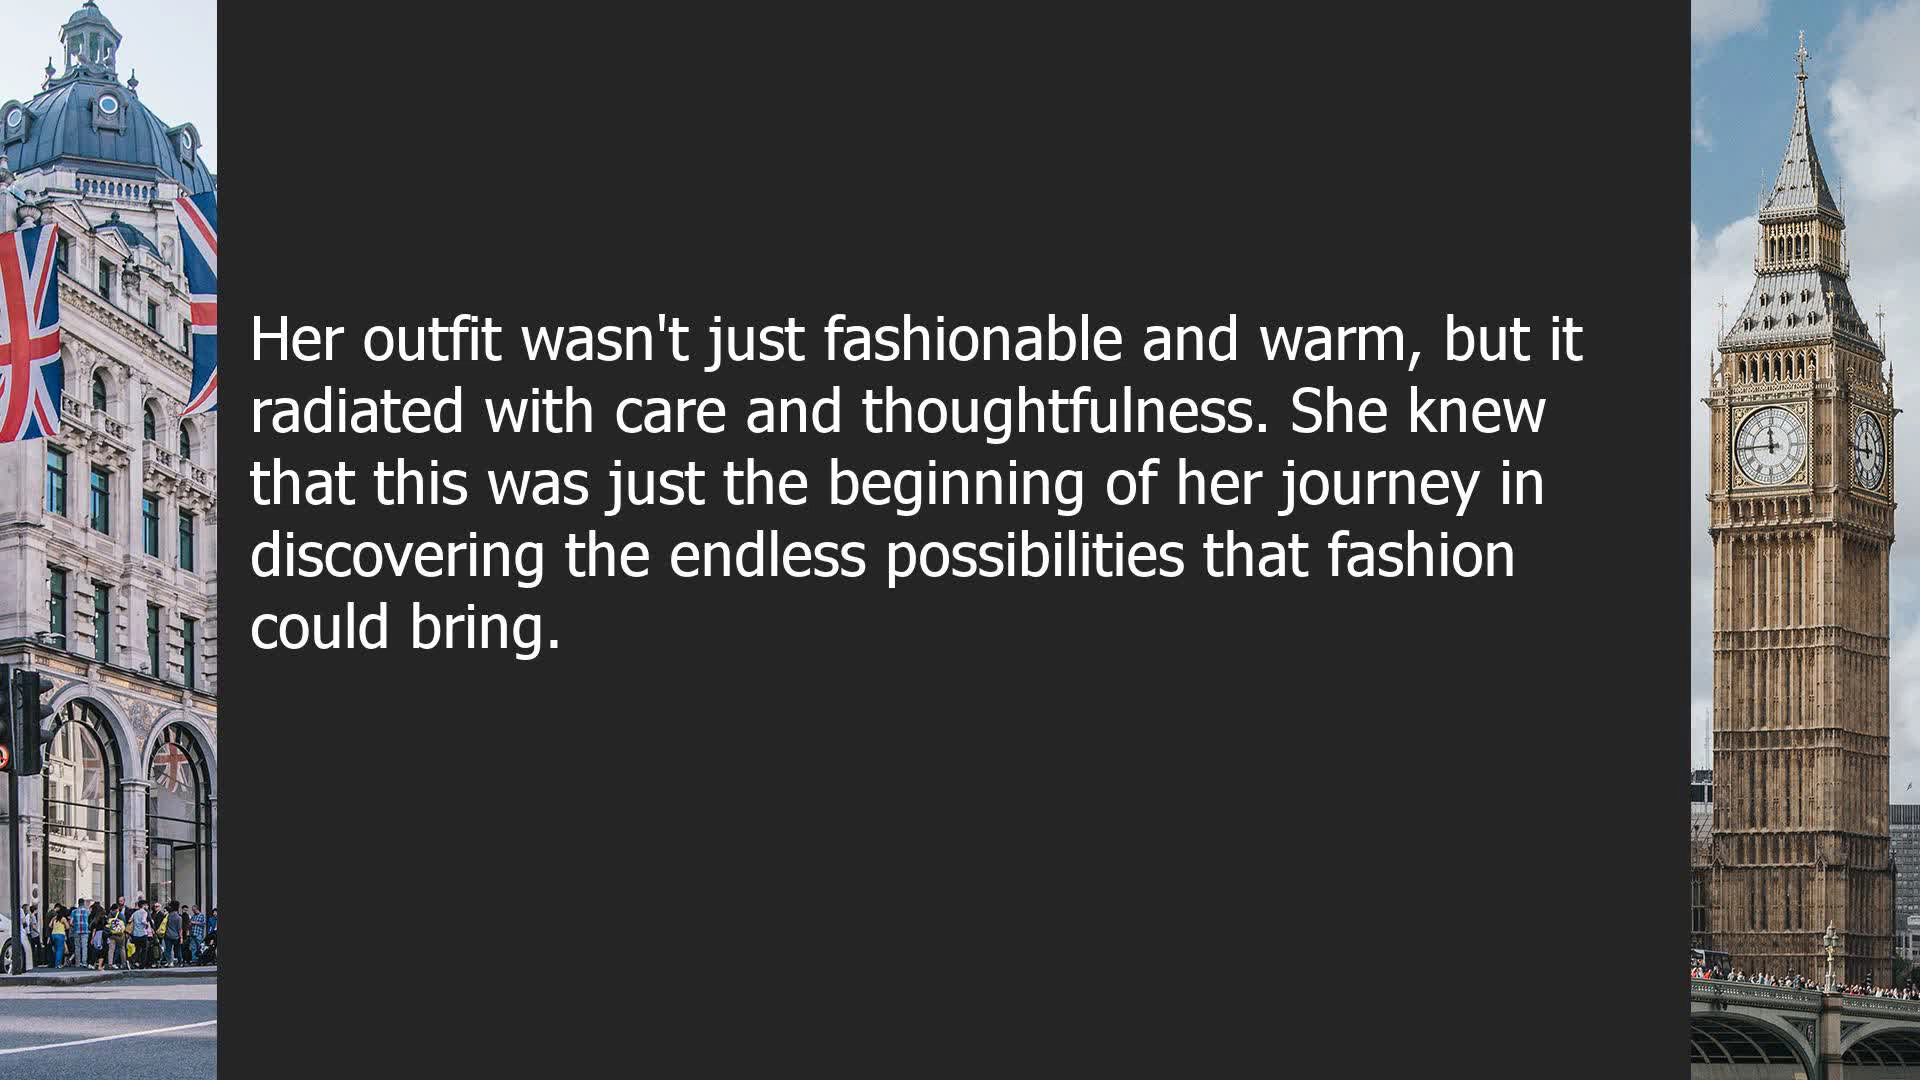 Her outfit wasn't just fashionable and warm, but it
radiated with care and thoughtfulness. She knew
that this was just the beginning of her journey in
discovering the endless possibilities that fashion
could bring.